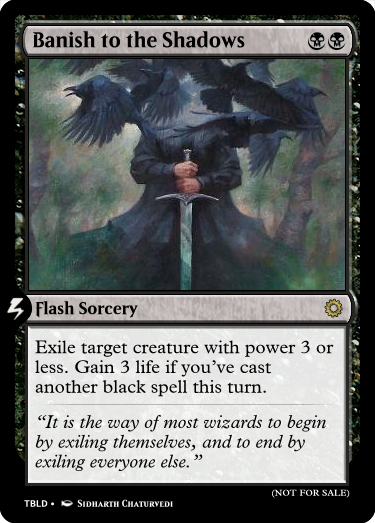 Banish to the Shadows
Flash Sorcery
Exile target creature with power 3 or
less. Gain 3 life if you've cast
another black spell this turn.
“It is the way of most wizards to begin
by exiling themselves, and to end by
exiling everyone else.”
(NOT FOR SALE)
TBLD • Sidharth Chaturvedi